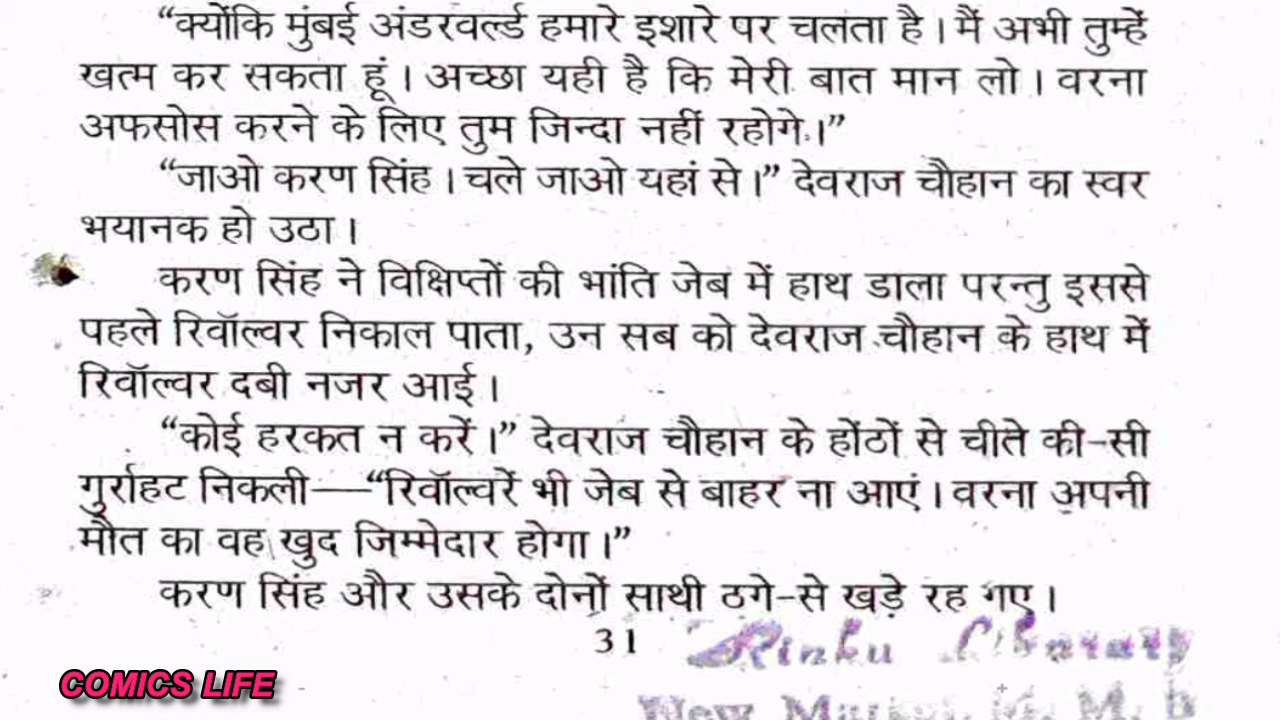 “क्योंकि मुंबई अंडरवर्ल्ड हमारे इशारे पर चलता है। मैं अभी तुम्हें
खत्म कर सकता हूं। अच्छा यही है कि मेरी बात मान लो। वरना
अफसोस करने के लिए तुम जिन्दा नहीं रहोगे।”
“जाओ करण सिंह। चले जाओ यहां से।” देवराज चौहान का स्वर
भयानक हो उठा।
करण सिंह ने विक्षिप्तों की भांति जेब में हाथ डाला परन्तु इससे
पहले रिवॉल्वर निकाल पाता, उन सब को देवराज चौहान के हाथ में
रिवॉल्वर दबी नजर आई।
“कोई हरकत न करें।” देवराज चौहान के होंठों से चीते की-सी
गुर्राहट निकली—“रिवॉल्वरें भी जेब से बाहर ना आएं। वरना अपनी
मौत का वह खुद जिम्मेदार होगा।”
करण सिंह और उसके दोनों साथी ठगे-से खड़े रह गए।
31
Rinku
New
COMICS LIFE